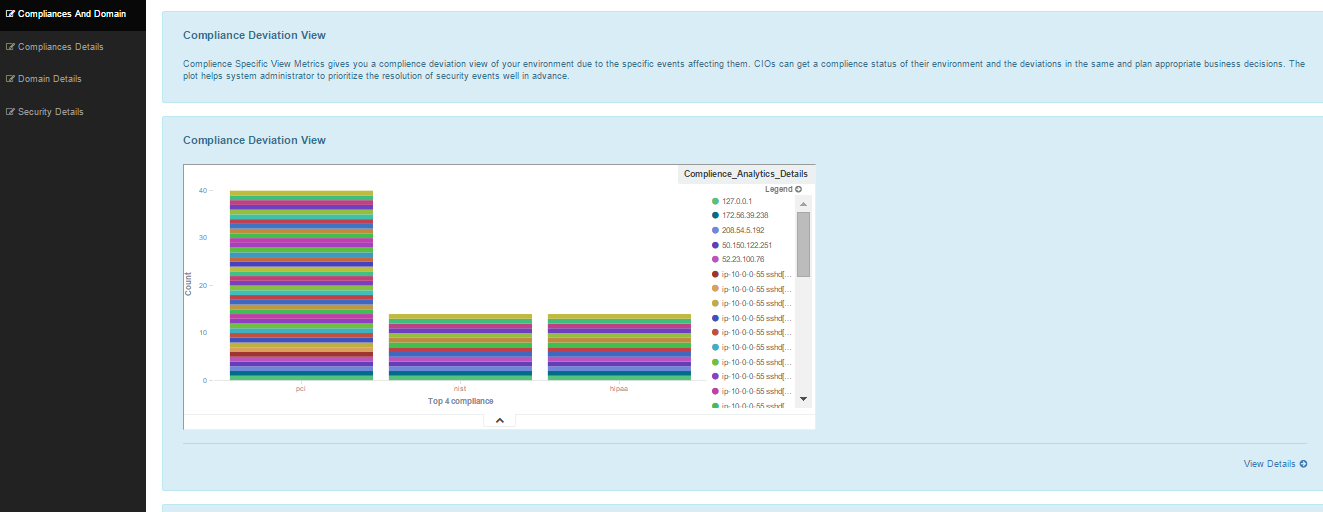 Compliances And Domain
Compliances Details
Domain Details
Security Details
Compliance Deviation View
Complience Specific View Metrics gives you a complience deviation view of your environment due to the specific events affecting them. CIOs can get a complience status of their environment and the deviations in the same and plan appropriate business decisions. The
plot helps system administrator to prioritize the resolution of security events well in advance.
Compliance Deviation View
Complience_Analytics_Details
Legend
40
30
20
10
0
Count
pci
nist
hipaa
Top 4 compliance
127.0.0.1
172.56.39.238
208.54.5.192
50.150.122.251
52.23.100.76
ip-10-0-0-55 sshd[...
ip-10-0-0-55 sshd[...
ip-10-0-0-55 sshd[...
ip-10-0-0-55 sshd[...
ip-10-0-0-55 sshd[...
ip-10-0-0-55 sshd[...
ip-10-0-0-55 sshd[...
ip-10-0-0-55 sshd[...
ip-10-0-0-55 sshd[...
ip-10-0-0-55 sshd[...
View Details